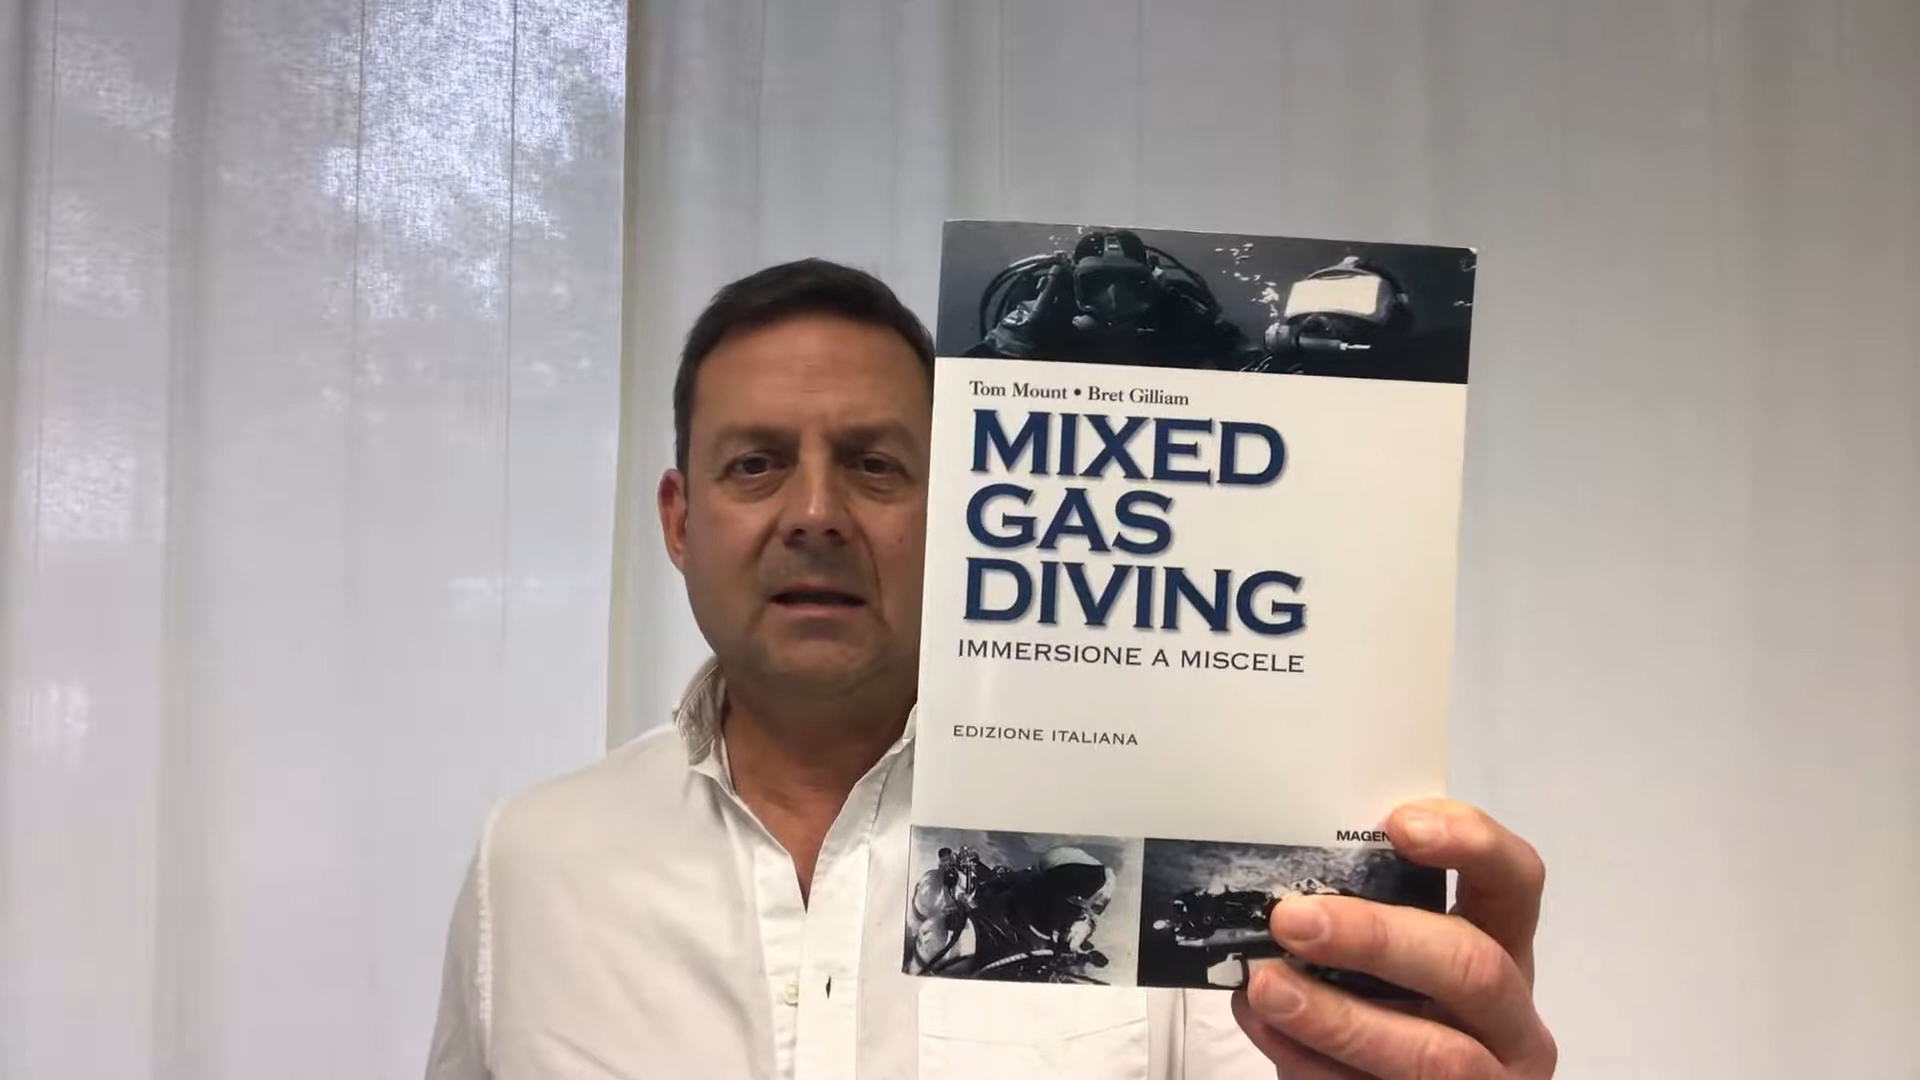 Tom Mount • Bret Gilliam
MIXED
GAS
DIVING
IMMERSIONE A MISCELE
EDIZIONE ITALIANA